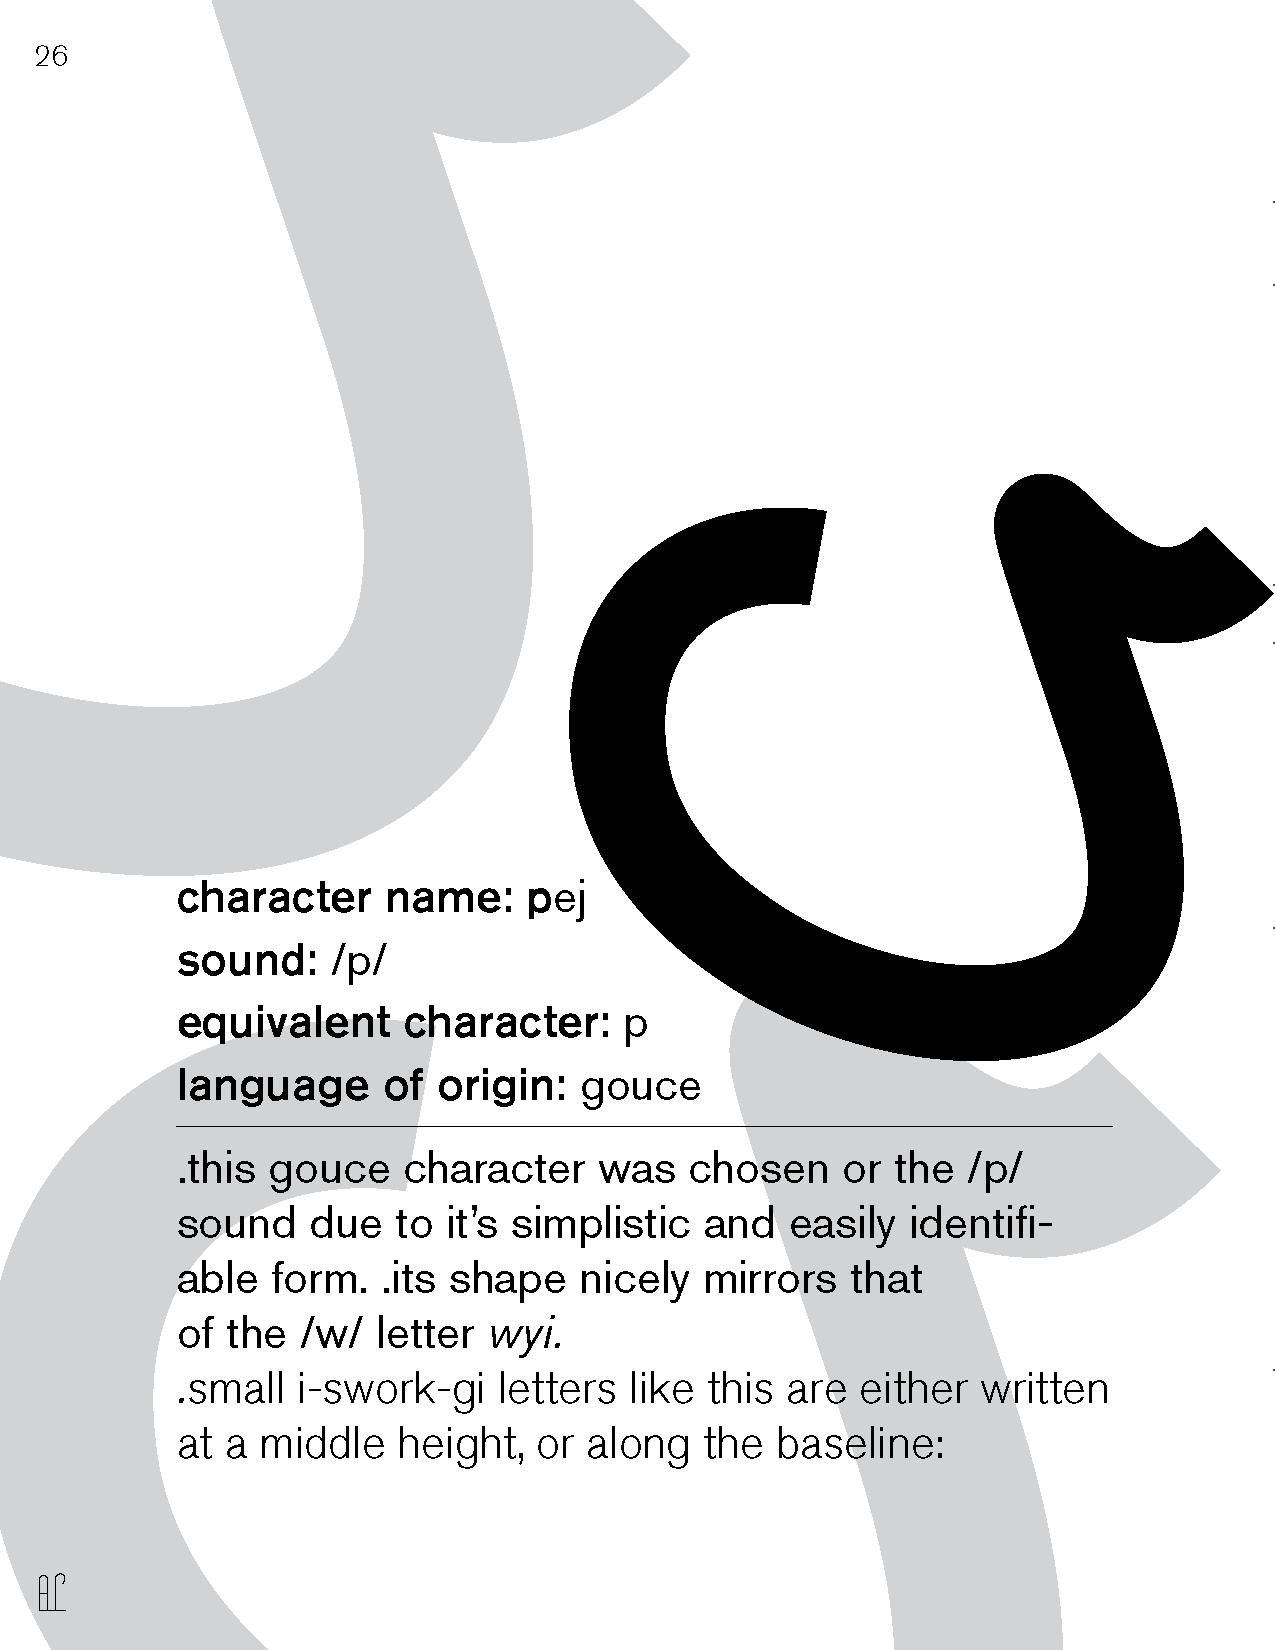 26
character name: pej
sound: /p/
equivalent character: p
language of origin: gouce
.this gouce character was chosen or the /p/
sound due to it’s simplistic and easily identifi-
able form. .its shape nicely mirrors that
of the /w/ letter wyi.
.small i-swork-gi letters like this are either written
at a middle height, or along the baseline: